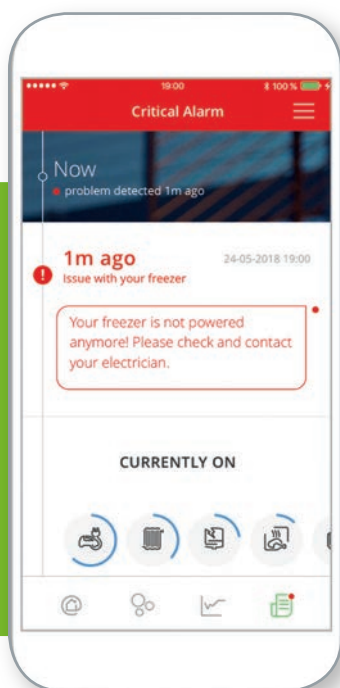 19:00
100 %
Critical Alarm
Now
problem detected 1m ago
1m ago
24-05-2018 19:00
Issue with your freezer
Your freezer is not powered
anymore! Please check and contact
your electrician.
CURRENTLY ON